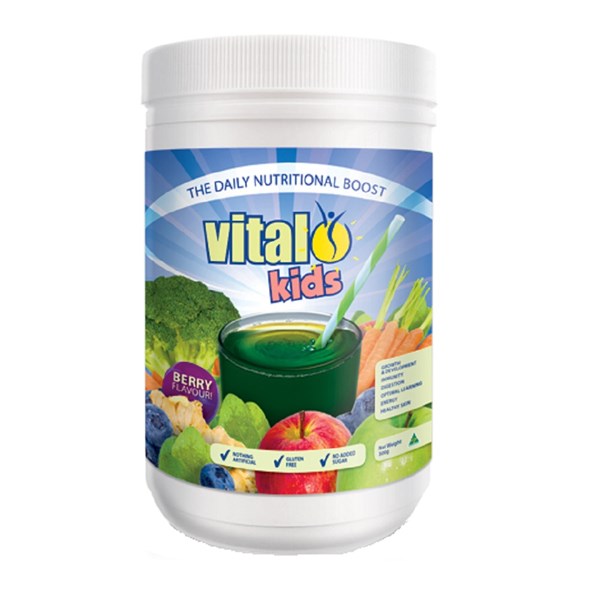 THE DAILY NUTRITIONAL BOOST
vital
kids
BERRY
FLAVOUR!
GROWTH
& DEVELOPMENT
IMMUNITY
DIGESTION
OPTIMAL LEARNING
ENERGY
HEALTHY SKIN
NOTHING
ARTIFICIAL
GLUTEN
FREE
NO ADDED
SUGAR
Net Weight
300g